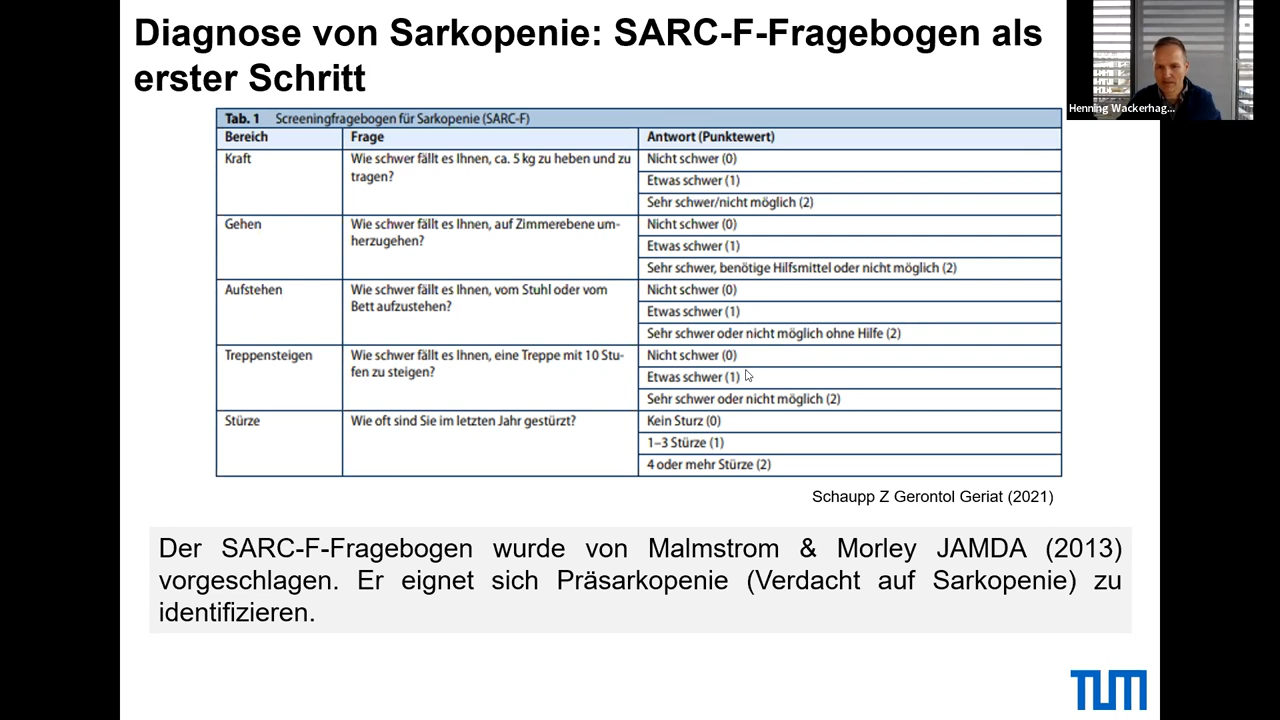 Diagnose von Sarkopenie: SARC-F-Fragebogen als
erster Schritt
Henning Wackerhag...
Tab. 1 Screeningfragebogen für Sarkopenie (SARC-F)
Bereich Frage Antwort (Punktewert)
Kraft Wie schwer fällt es Ihnen, ca. 5 kg zu heben und zu Nicht schwer (0)
tragen? Etwas schwer (1)
Sehr schwer/nicht möglich (2)
Gehen Wie schwer fällt es Ihnen, auf Zimmerebene um- Nicht schwer (0)
herzugehen? Etwas schwer (1)
Sehr schwer, benötige Hilfsmittel oder nicht möglich (2)
Aufstehen Wie schwer fällt es Ihnen, vom Stuhl oder vom Nicht schwer (0)
Bett aufzustehen? Etwas schwer (1)
Sehr schwer oder nicht möglich ohne Hilfe (2)
Treppensteigen Wie schwer fällt es Ihnen, eine Treppe mit 10 Stu- Nicht schwer (0)
fen zu steigen? Etwas schwer (1)
Sehr schwer oder nicht möglich (2)
Stürze Wie oft sind Sie im letzten Jahr gestürzt? Kein Sturz (0)
1–3 Stürze (1)
4 oder mehr Stürze (2)
Schaupp Z Gerontol Geriat (2021)
Der SARC-F-Fragebogen wurde von Malmstrom & Morley JAMDA (2013)
vorgeschlagen. Er eignet sich Präsarkopenie (Verdacht auf Sarkopenie) zu
identifizieren.
TUM